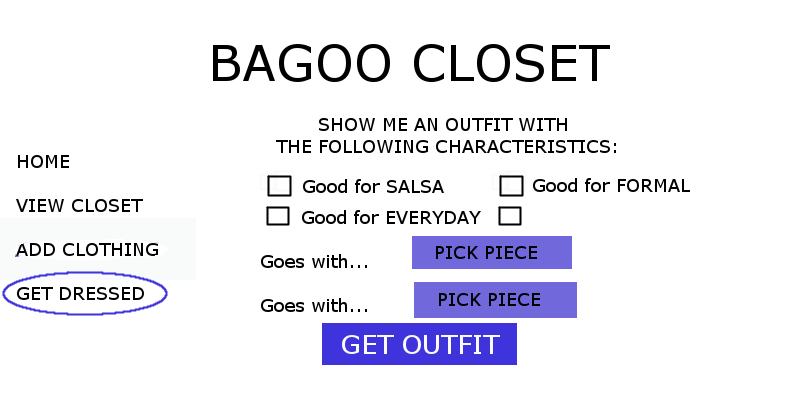 BAGOO CLOSET
SHOW ME AN OUTFIT WITH
THE FOLLOWING CHARACTERISTICS:
HOME
VIEW CLOSET
ADD CLOTHING
GET DRESSED
Good for SALSA
Good for FORMAL
Good for EVERYDAY
Goes with...
PICK PIECE
Goes with...
PICK PIECE
GET OUTFIT